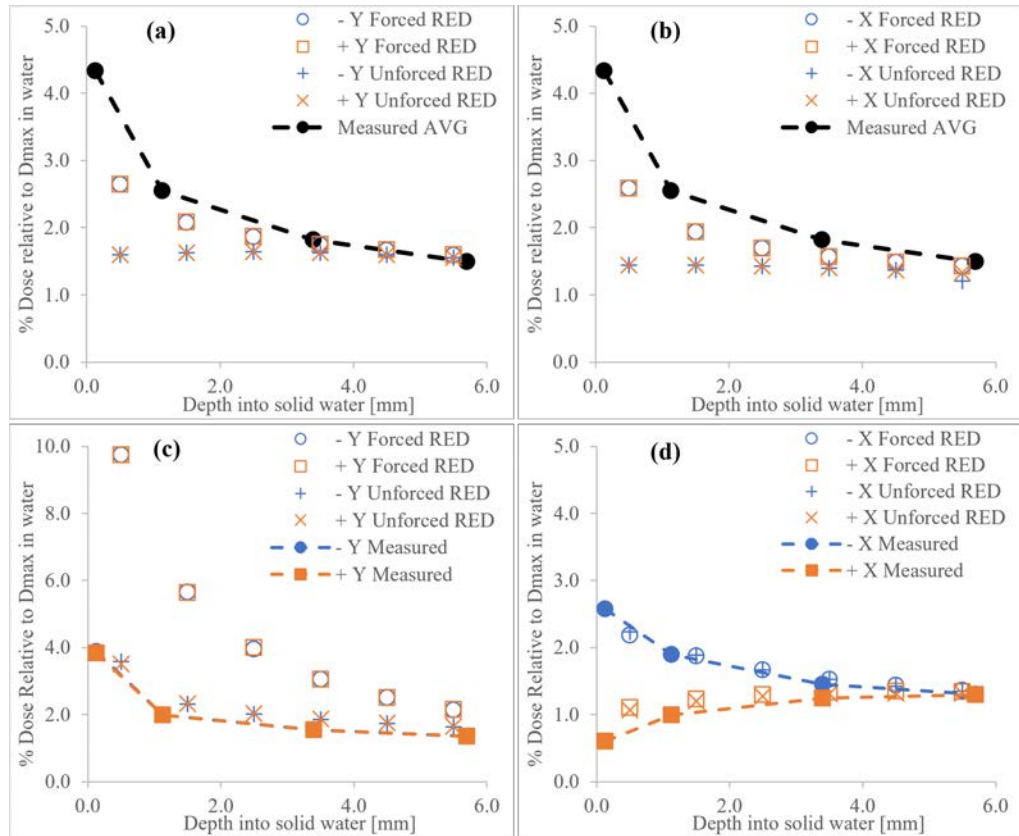 (a)
- Y Forced RED
+ Y Forced RED
- Y Unforced RED
+ Y Unforced RED
Measured AVG
% Dose relative to Dmax in water
5.0
4.0
3.0
2.0
1.0
0.0
0.0 2.0 4.0 6.0
Depth into solid water [mm]
(b)
- X Forced RED
+ X Forced RED
- X Unforced RED
+ X Unforced RED
Measured AVG
% Dose relative to Dmax in water
5.0
4.0
3.0
2.0
1.0
0.0
0.0 2.0 4.0 6.0
Depth into solid water [mm]
(c)
- Y Forced RED
+ Y Forced RED
- Y Unforced RED
+ Y Unforced RED
- Y Measured
+ Y Measured
% Dose Relative to Dmax in water
10.0
8.0
6.0
4.0
2.0
0.0
0.0 2.0 4.0 6.0
Depth into solid water [mm]
(d)
- X Forced RED
+ X Forced RED
- X Unforced RED
+ X Unforced RED
- X Measured
+ X Measured
% Dose Relative to Dmax in water
5.0
4.0
3.0
2.0
1.0
0.0
0.0 2.0 4.0 6.0
Depth into solid water [mm]